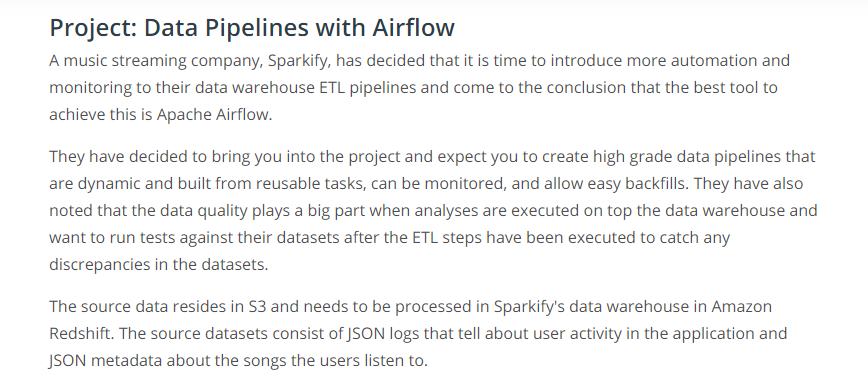 Project: Data Pipelines with Airflow
A music streaming company, Sparkify, has decided that it is time to introduce more automation and
monitoring to their data warehouse ETL pipelines and come to the conclusion that the best tool to
achieve this is Apache Airflow.
They have decided to bring you into the project and expect you to create high grade data pipelines that
are dynamic and built from reusable tasks, can be monitored, and allow easy backfills. They have also
noted that the data quality plays a big part when analyses are executed on top the data warehouse and
want to run tests against their datasets after the ETL steps have been executed to catch any
discrepancies in the datasets.
The source data resides in S3 and needs to be processed in Sparkify's data warehouse in Amazon
Redshift. The source datasets consist of JSON logs that tell about user activity in the application and
JSON metadata about the songs the users listen to.